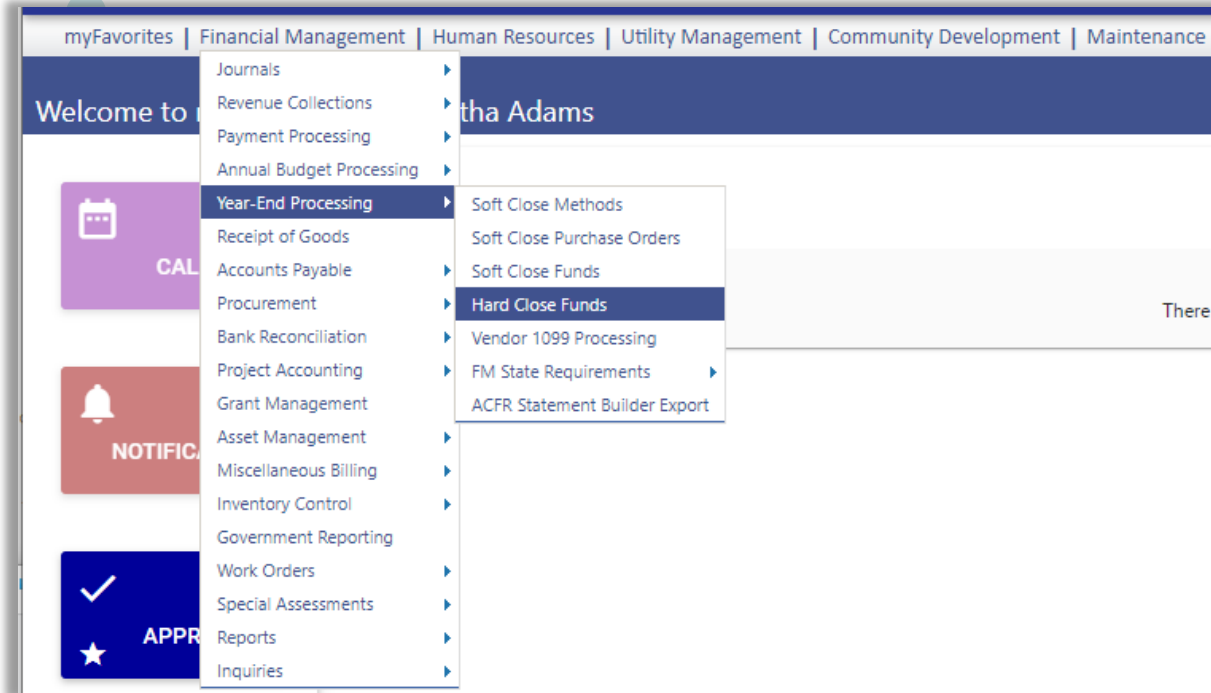 myFavorites | Financial Management | Human Resources | Utility Management | Community Development | Maintenance
Welcome to
tha Adams
Journals
Revenue Collections
Payment Processing
Annual Budget Processing
Year-End Processing
Receipt of Goods
Accounts Payable
Procurement
Bank Reconciliation
Project Accounting
Grant Management
Asset Management
Miscellaneous Billing
Inventory Control
Government Reporting
Work Orders
Special Assessments
Reports
Inquiries
Soft Close Methods
Soft Close Purchase Orders
Soft Close Funds
Hard Close Funds
Vendor 1099 Processing
FM State Requirements
ACFR Statement Builder Export
There
CAL
NOTIFIC
APPR